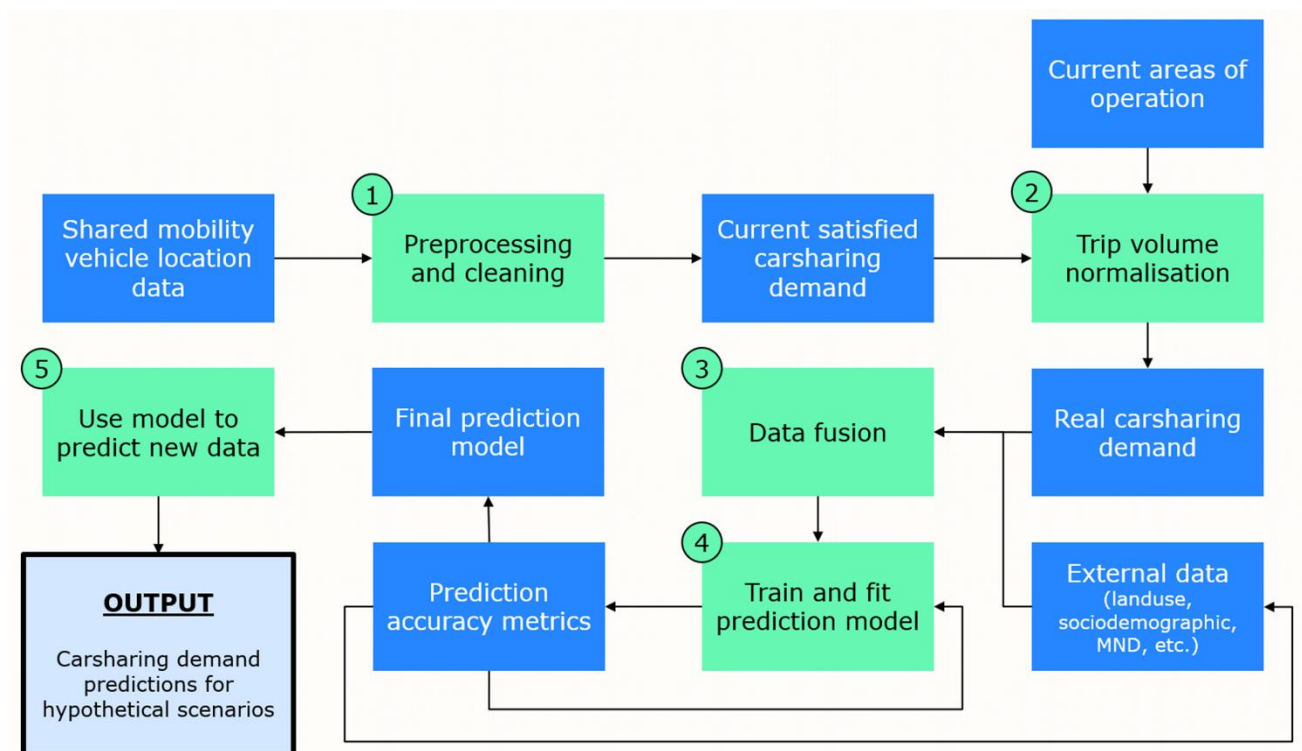 Current areas of
operation
1
2
Shared mobility
vehicle location
data
Preprocessing
and cleaning
Current satisfied
carsharing
demand
Trip volume
normalisation
5
3
Use model to
predict new data
Final prediction
model
Data fusion
Real carsharing
demand
4
OUTPUT
Carsharing demand
predictions for
hypothetical scenarios
Prediction
accuracy metrics
Train and fit
prediction model
External data
(landuse,
sociodemographic,
MND, etc.)